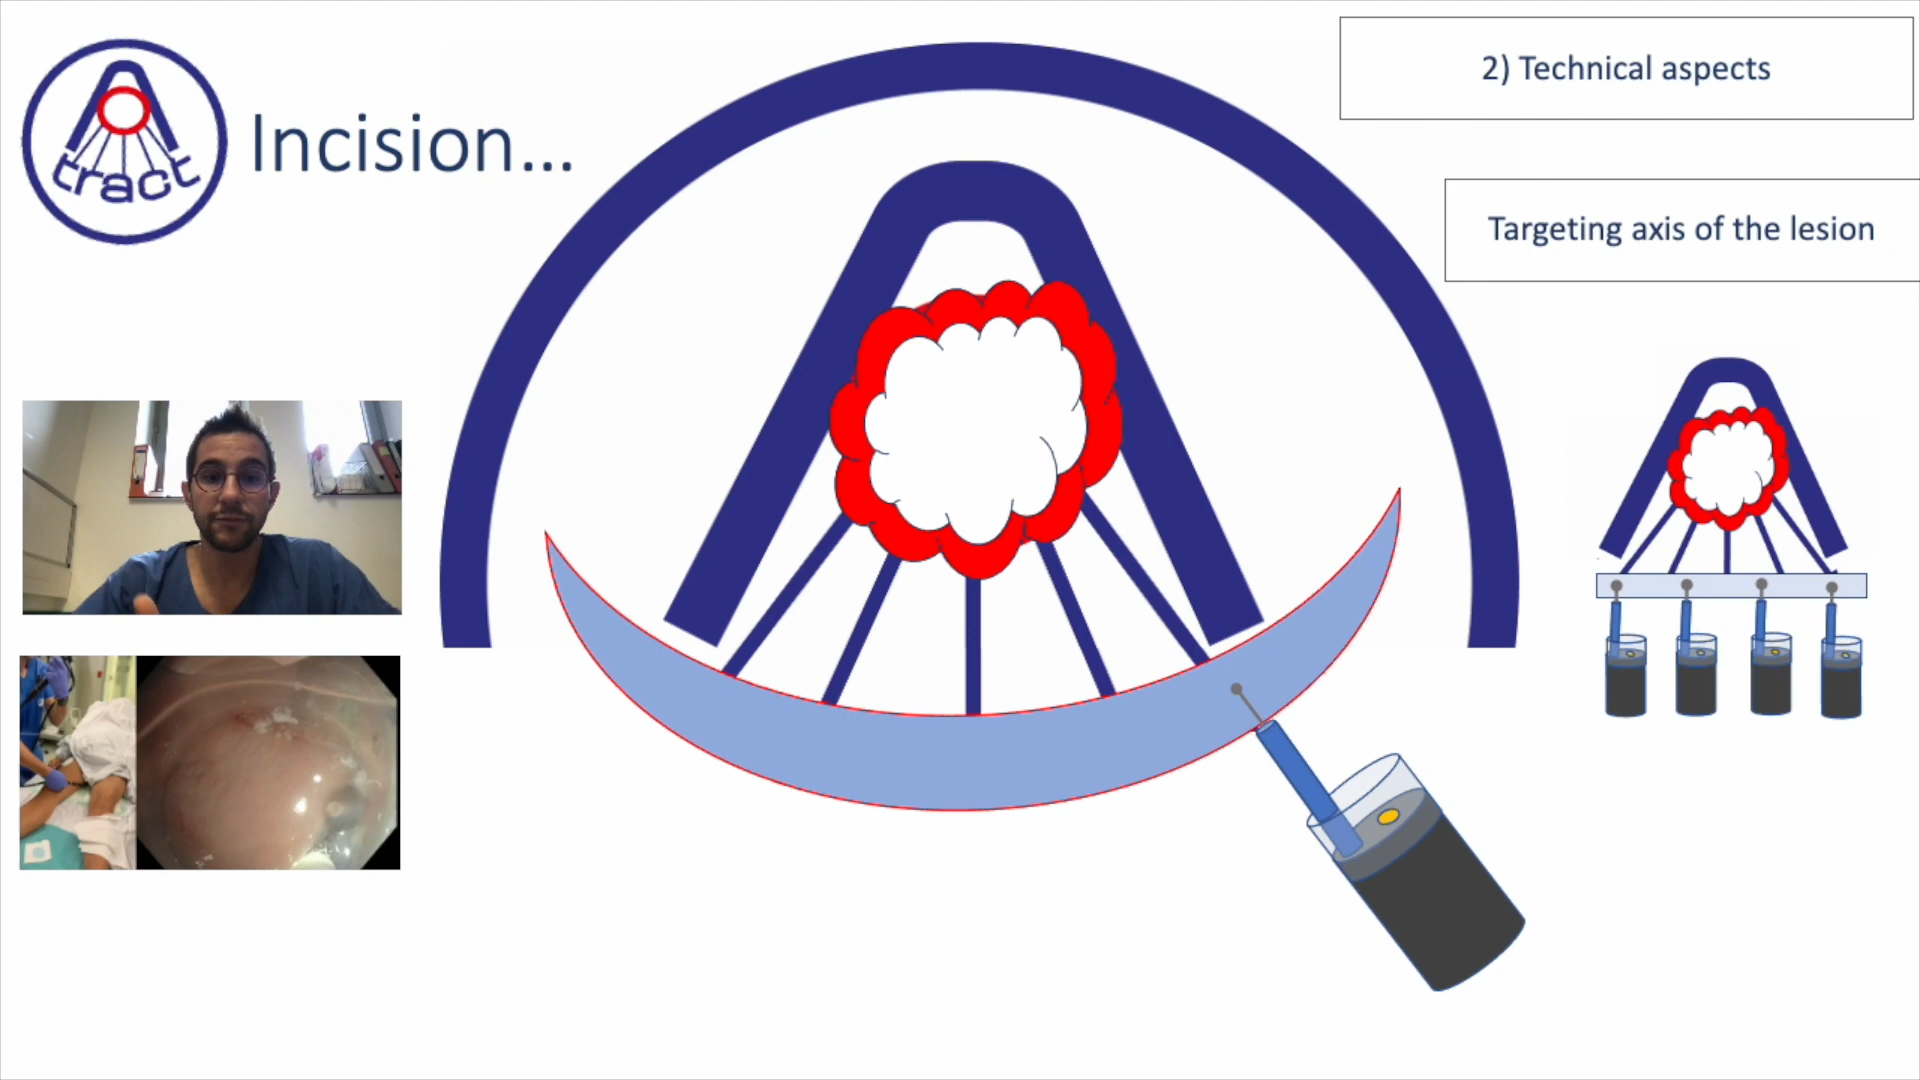 tract
Incision...
2) Technical aspects
Targeting axis of the lesion